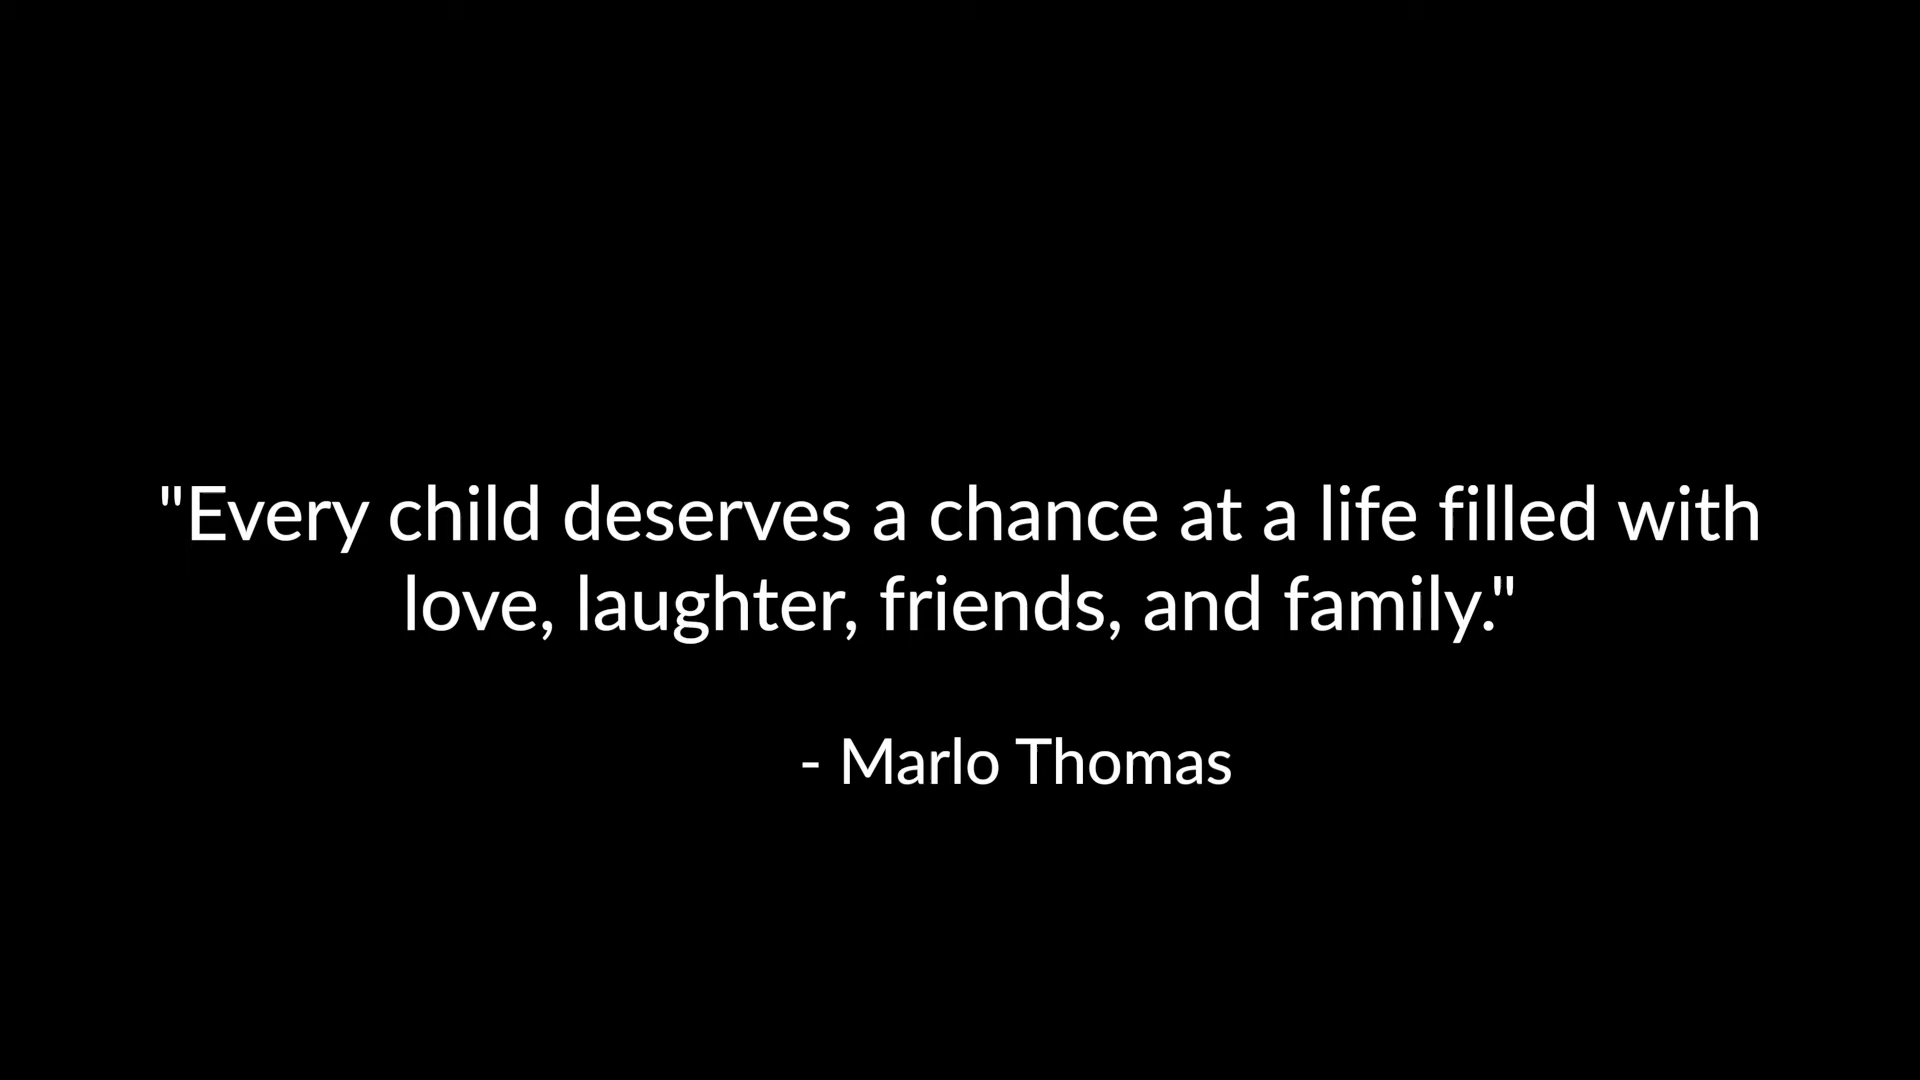 "Every child deserves a chance at a life filled with
love, laughter, friends, and family."
- Marlo Thomas